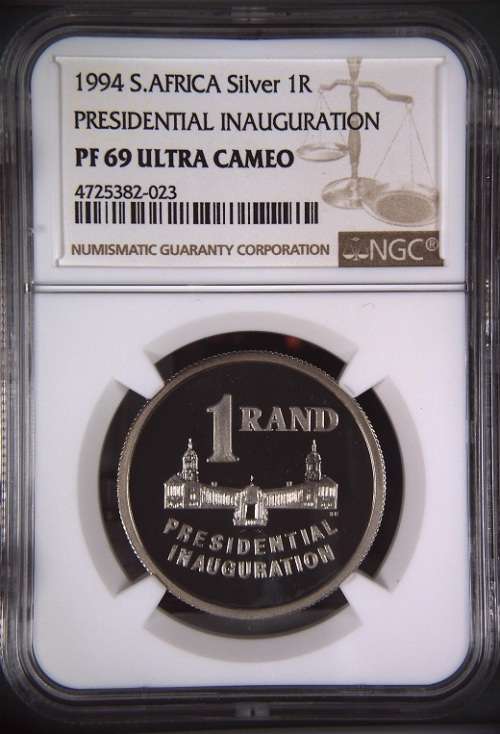 1994 S.AFRICA Silver 1R
PRESIDENTIAL INAUGURATION
PF 69 ULTRA CAMEO
4725382-023
NUMISMATIC GUARANTY CORPORATION
NGC®
1 RAND
PRESIDENTIAL
INAUGURATION